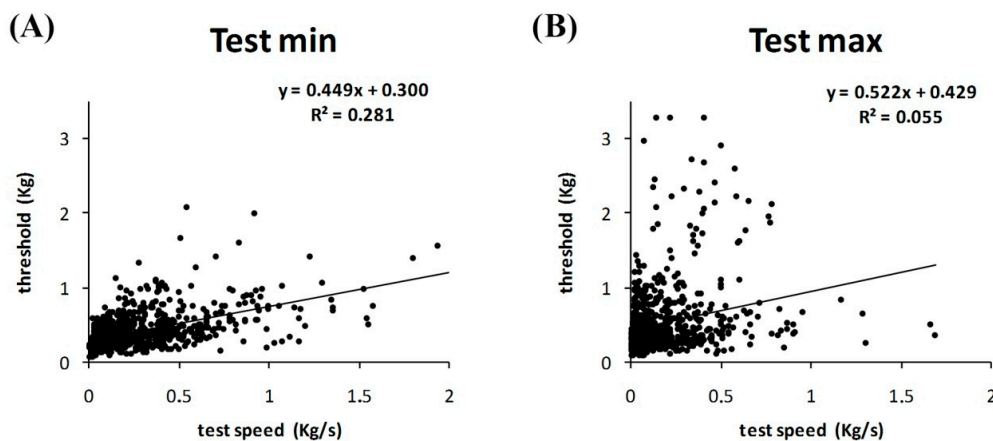 (A)
Test min
y = 0.449x + 0.300
R² = 0.281
threshold (Kg)
3
2
1
0
0 0.5 1 1.5 2
test speed (Kg/s)
(B)
Test max
y = 0.522x + 0.429
R² = 0.055
threshold (Kg)
3
2
1
0
0 0.5 1 1.5 2
test speed (Kg/s)